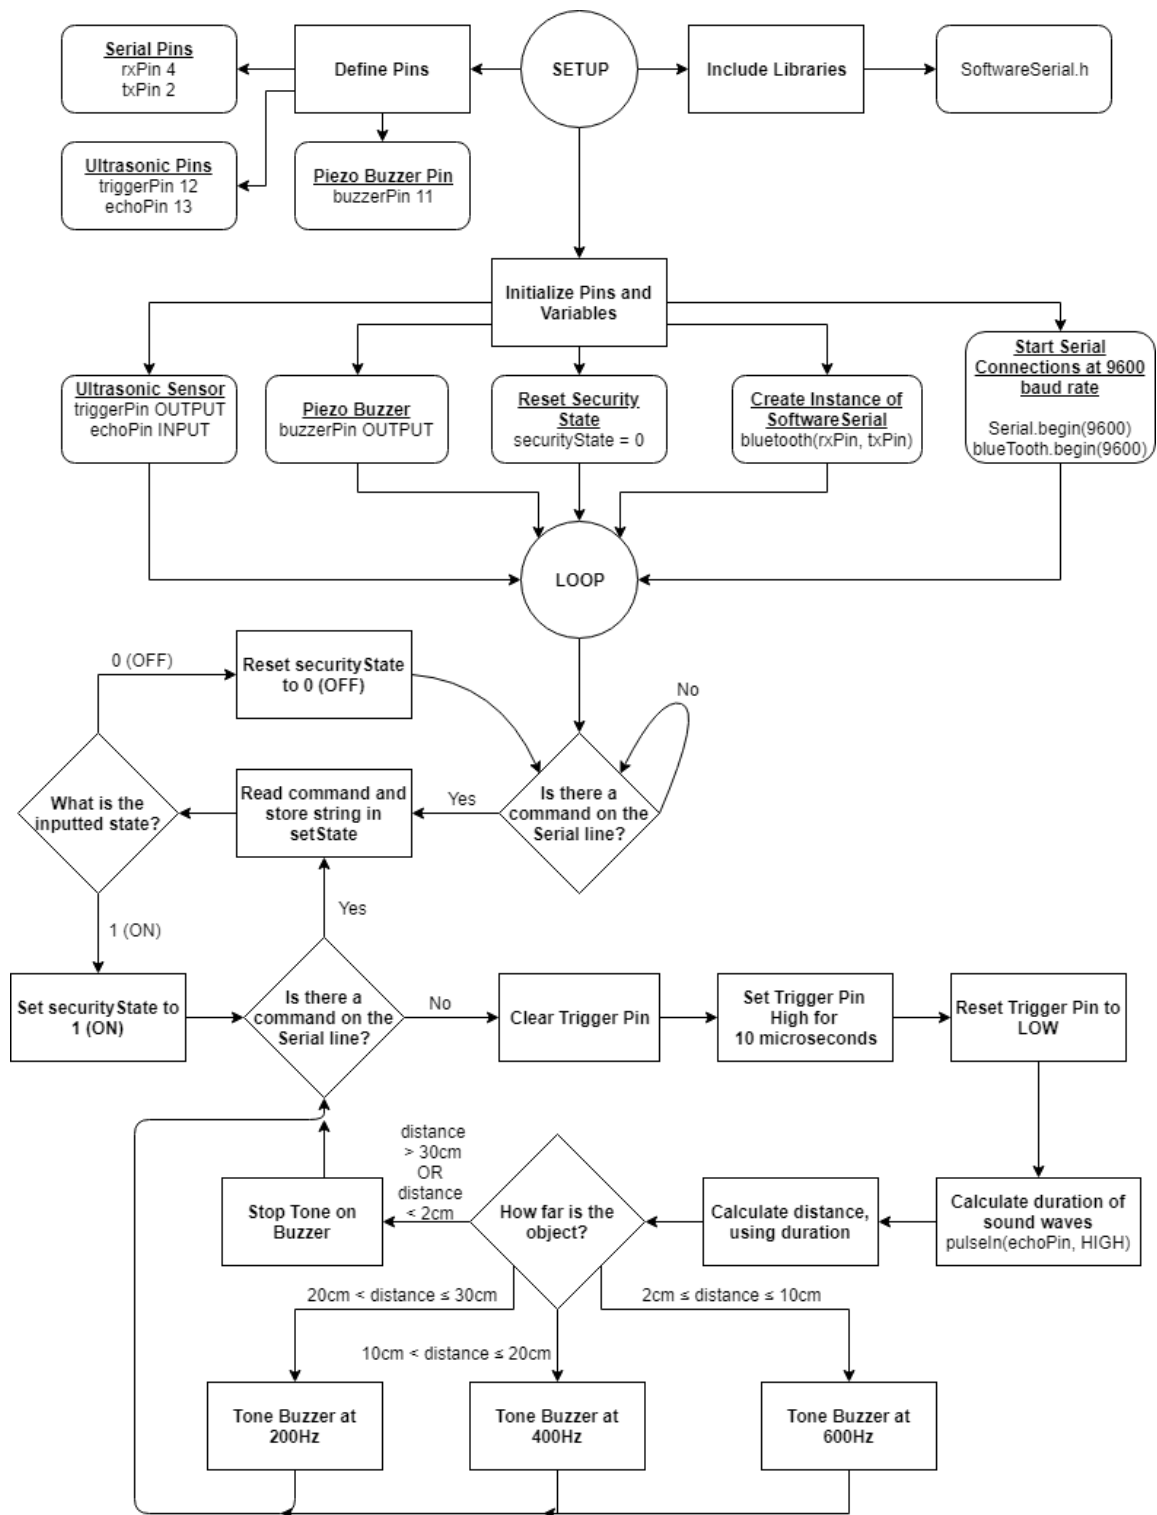 Serial Pins
rxPin 4
txPin 2
Define Pins
SETUP
Include Libraries
SoftwareSerial.h
Ultrasonic Pins
triggerPin 12
echoPin 13
Piezo Buzzer Pin
buzzerPin 11
Initialize Pins and
Variables
Ultrasonic Sensor
triggerPin OUTPUT
echoPin INPUT
Piezo Buzzer
buzzerPin OUTPUT
Reset Security
State
securityState = 0
Create Instance of
SoftwareSerial
bluetooth(rxPin, txPin)
Start Serial
Connections at 9600
baud rate
Serial.begin(9600)
blueTooth.begin(9600)
LOOP
0 (OFF)
Reset securityState
to 0 (OFF)
No
What is the
inputted state?
Read command and
store string in
setState
Yes
Is there a
command on the
Serial line?
Yes
1 (ON)
Set securityState to
1 (ON)
Is there a
command on the
Serial line?
No
Clear Trigger Pin
Set Trigger Pin
High for
10 microseconds
Reset Trigger Pin to
LOW
distance
> 30cm
OR
distance
< 2cm
Stop Tone on
Buzzer
How far is the
object?
Calculate distance,
using duration
Calculate duration of
sound waves
pulseIn(echoPin, HIGH)
20cm < distance ≤ 30cm
2cm ≤ distance ≤ 10cm
10cm < distance ≤ 20cm
Tone Buzzer at
200Hz
Tone Buzzer at
400Hz
Tone Buzzer at
600Hz